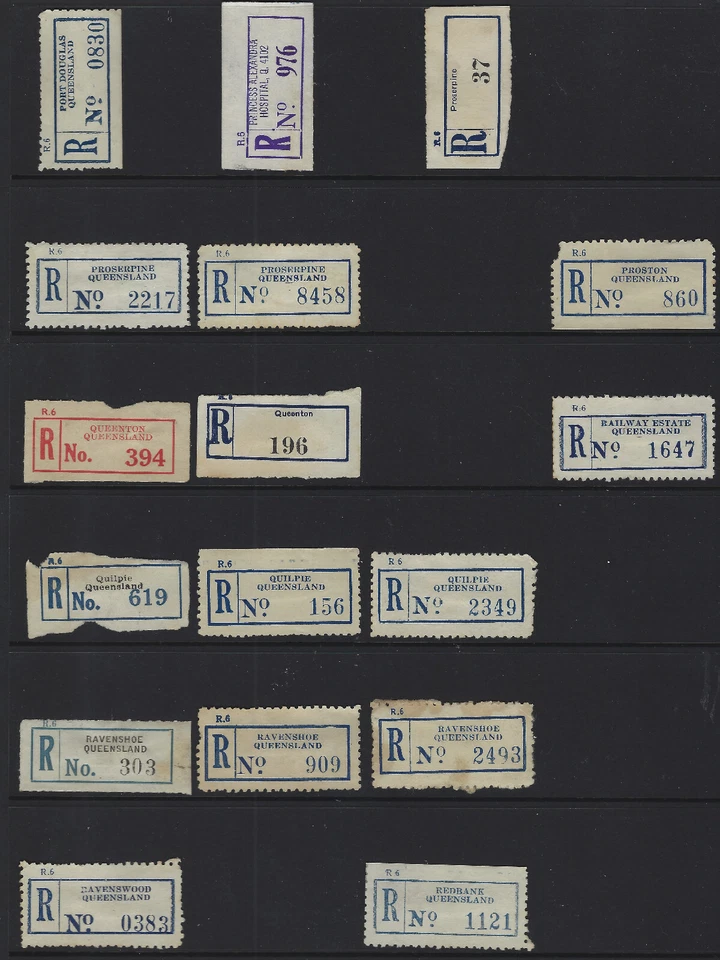 R.6
PORT DOUGLAS
QUEENSLAND
R Nº 0830
R.6
PRINCESS ALEXANDRA
HOSPITAL, Q. 4102
R Nº 976
R.6
Proserpine
R 37
R.6
PROSERPINE
QUEENSLAND
R Nº 2217
R.6
PROSERPINE
QUEENSLAND
R Nº 8458
R.6
PROSTON
QUEENSLAND
R Nº 860
R.6
QUEENTON
QUEENSLAND
R No. 394
Queenton
R 196
R.6
RAILWAY ESTATE
QUEENSLAND
R Nº 1647
R.6
Quilpie
Queensland
R No. 619
R.6
QUILPIE
QUEENSLAND
R Nº 156
R.6
QUILPIE
QUEENSLAND
R Nº 2349
R.6
RAVENSHOE
QUEENSLAND
R No. 303
R.6
RAVENSHOE
QUEENSLAND
R Nº 909
R.6
RAVENSHOE
QUEENSLAND
R Nº 2493
R.6
RAVENSWOOD
QUEENSLAND
R Nº 0383
R.6
REDBANK
QUEENSLAND
R Nº 1121